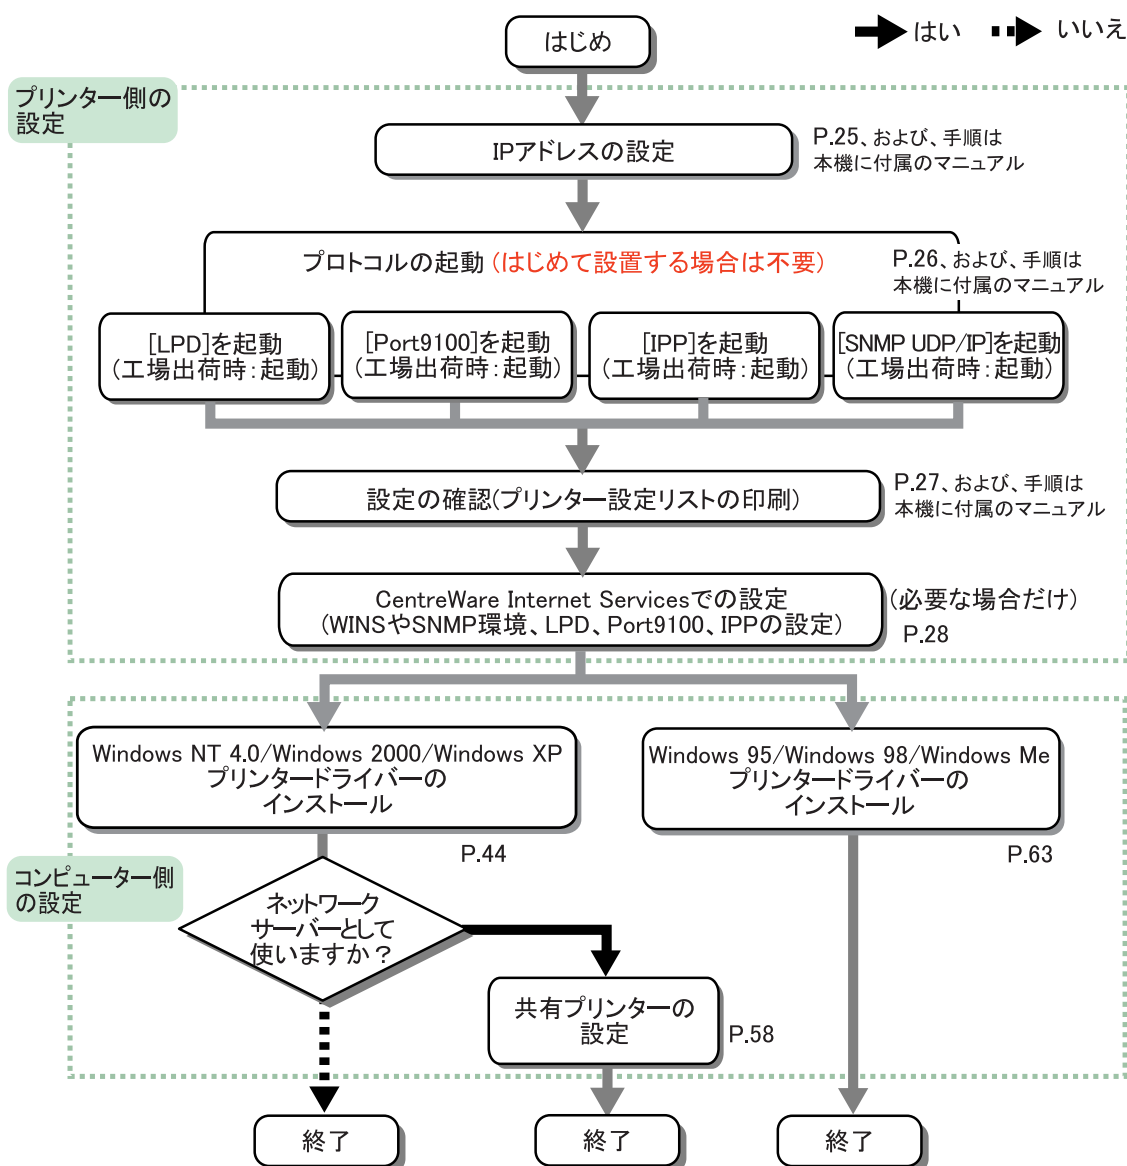 はじめ
はい
いいえ
プリンター側の
設定
IPアドレスの設定
P.25、および、手順は
本機に付属のマニュアル
プロトコルの起動 (はじめて設置する場合は不要)
P.26、および、手順は
本機に付属のマニュアル
[LPD]を起動
(工場出荷時：起動)
[Port9100]を起動
(工場出荷時：起動)
[IPP]を起動
(工場出荷時：起動)
[SNMP UDP/IP]を起動
(工場出荷時：起動)
設定の確認(プリンター設定リストの印刷)
P.27、および、手順は
本機に付属のマニュアル
CentreWare Internet Servicesでの設定
(WINSやSNMP環境、LPD、Port9100、IPPの設定)
(必要な場合だけ)
P.28
Windows NT 4.0/Windows 2000/Windows XP
プリンタードライバーの
インストール
P.44
Windows 95/Windows 98/Windows Me
プリンタードライバーの
インストール
P.63
コンピューター側
の設定
ネットワーク
サーバーとして
使いますか？
共有プリンターの
設定
P.58
終了
終了
終了